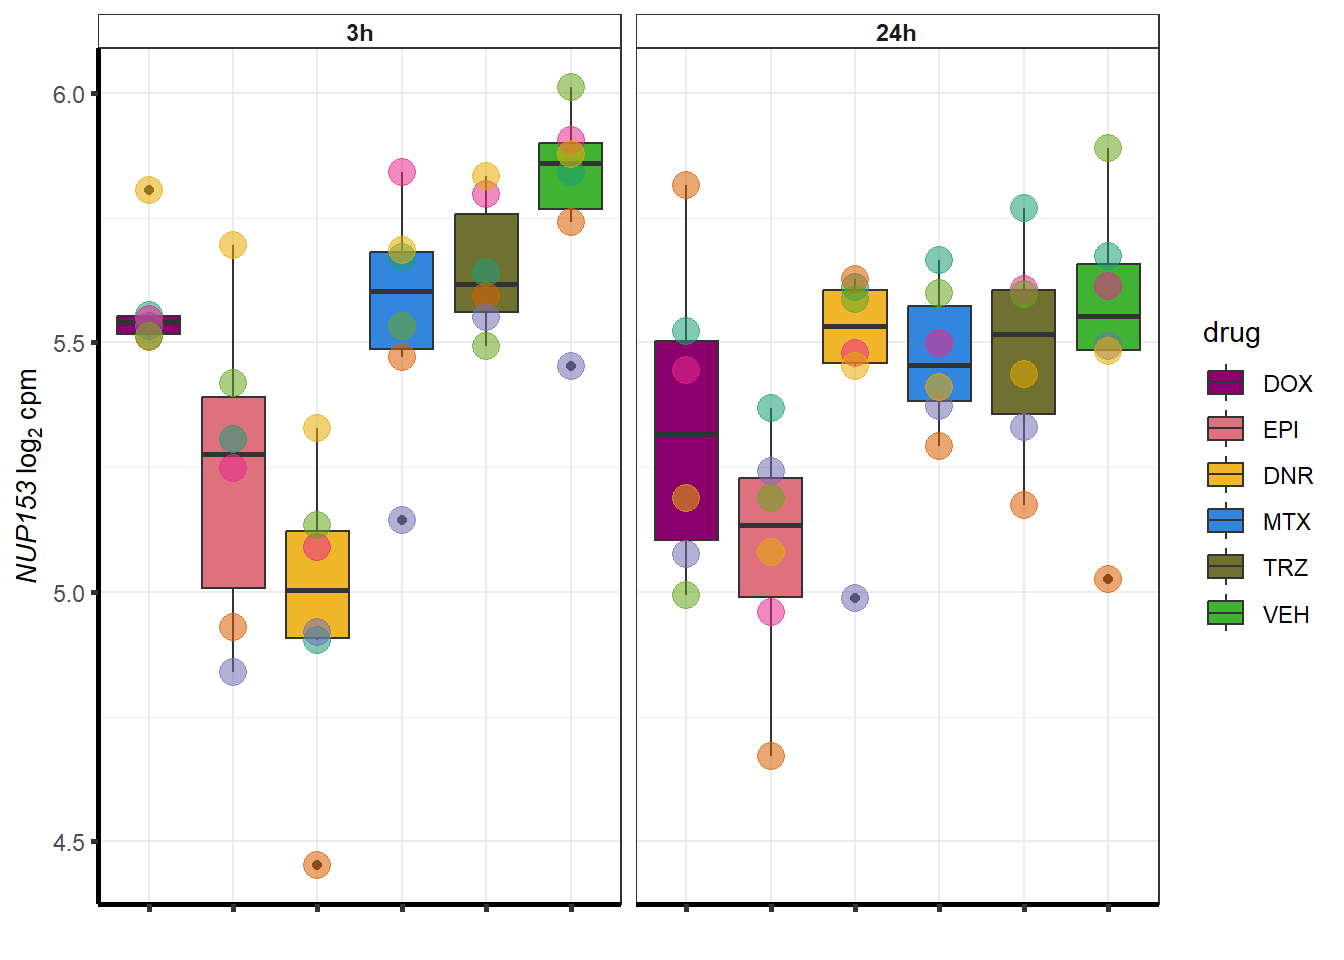 3h
24h
6.0
5.5
5.0
4.5
NUP153 log₂ cpm
drug
DOX
EPI
DNR
MTX
TRZ
VEH